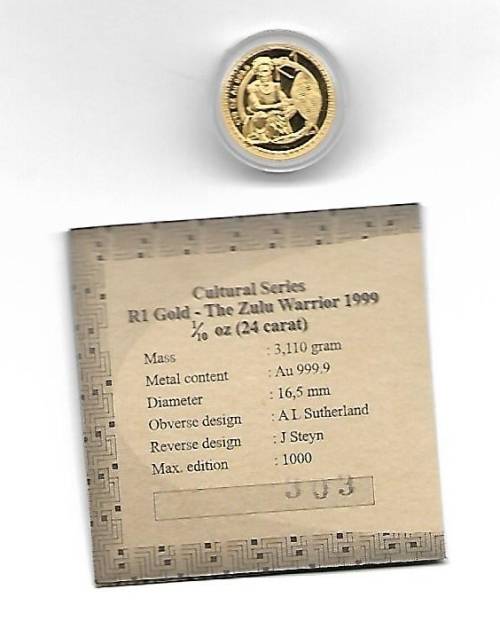 Cultural Series
R1 Gold - The Zulu Warrior 1999
1/10 oz (24 carat)
Mass : 3,110 gram
Metal content : Au 999,9
Diameter : 16,5 mm
Obverse design : A L Sutherland
Reverse design : J Steyn
Max. edition : 1000
303